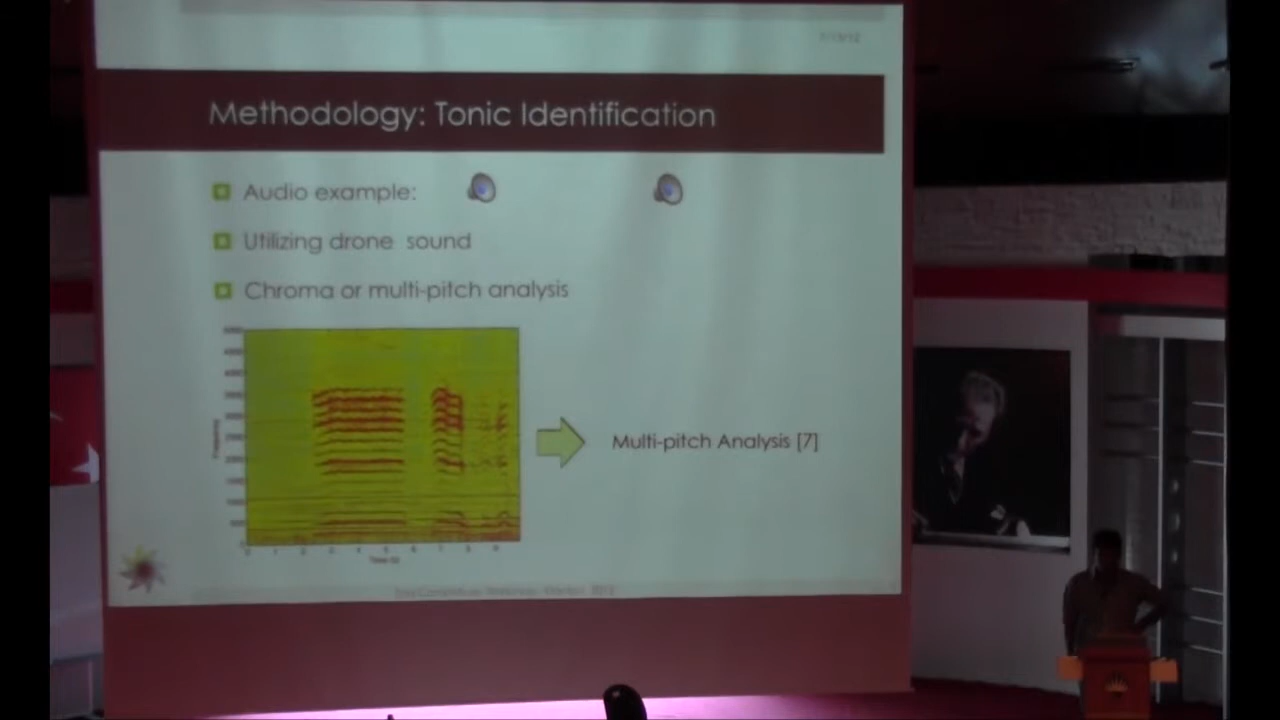 Methodology: Tonic Identification
Audio example:
Utilizing drone sound
Chroma or multi-pitch analysis
Multi-pitch Analysis [7]